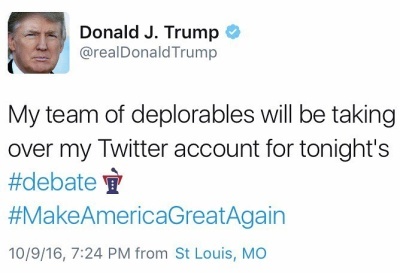 Donald J. Trump
@realDonaldTrump
My team of deplorables will be taking
over my Twitter account for tonight's
#debate
#MakeAmericaGreatAgain
10/9/16, 7:24 PM from St Louis, MO